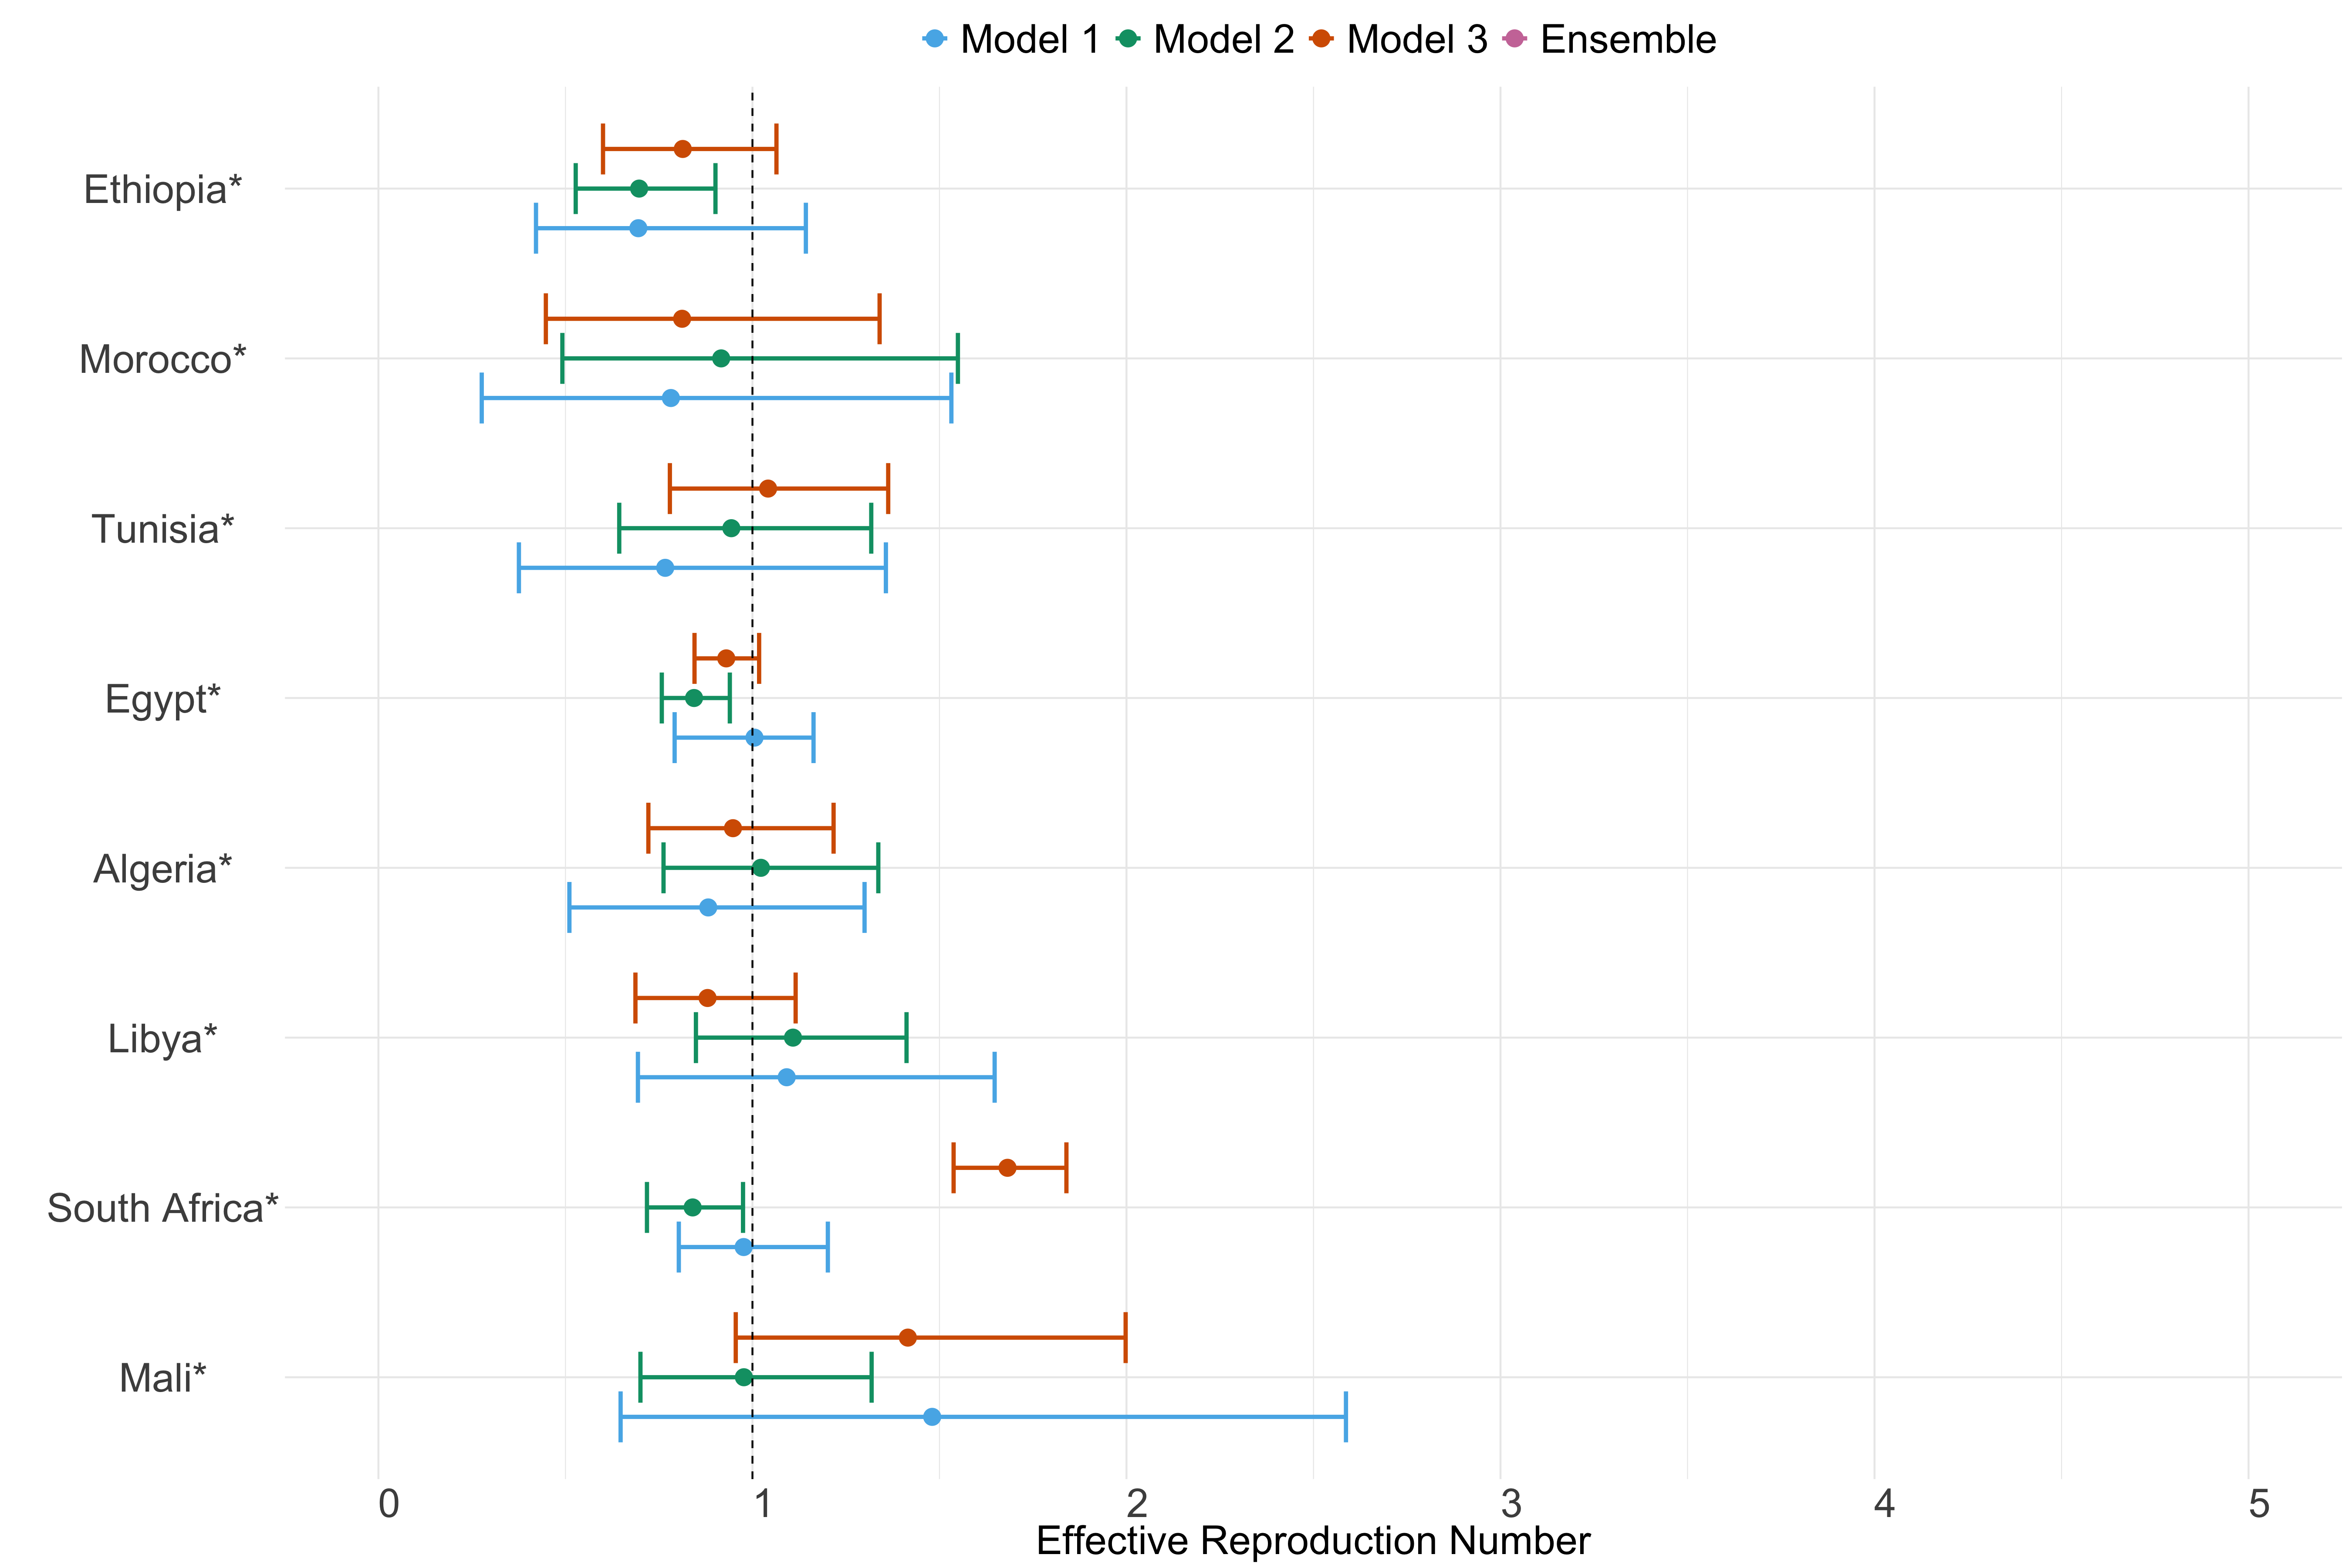 Model 1 Model 2 Model 3 Ensemble
Ethiopia*
Morocco*
Tunisia*
Egypt*
Algeria*
Libya*
South Africa*
Mali*
0 1 2 3 4 5
Effective Reproduction Number